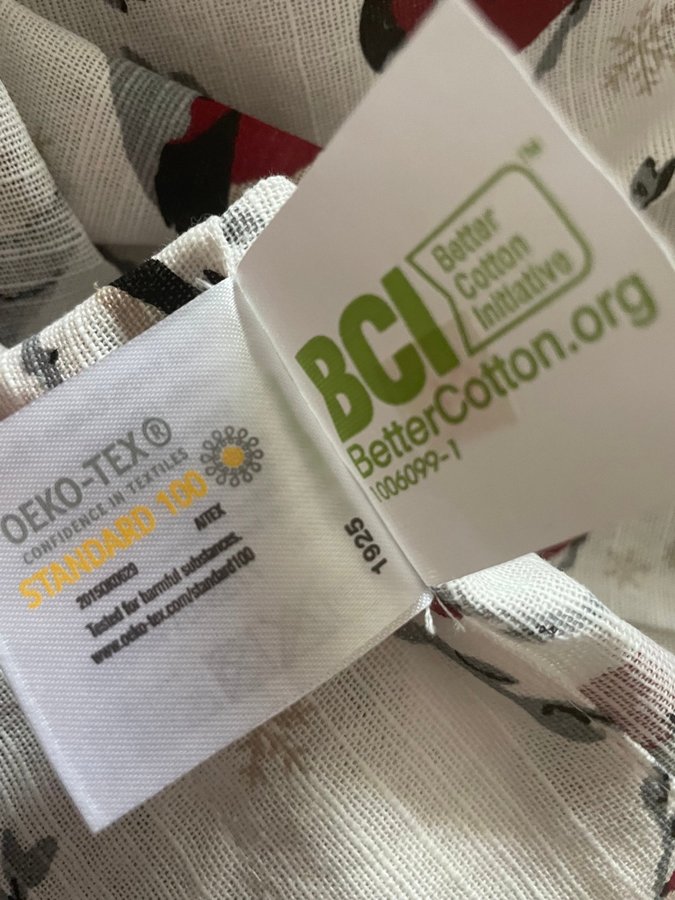 OEKO-TEX®
CONFIDENCE IN TEXTILES
STANDARD 100
2015OK0629
AITEX
Tested for harmful substances.
www.oeko-tex.com/standard100
1925
BCI
Better
Cotton
Initiative
TM
BetterCotton.org
1006099-1